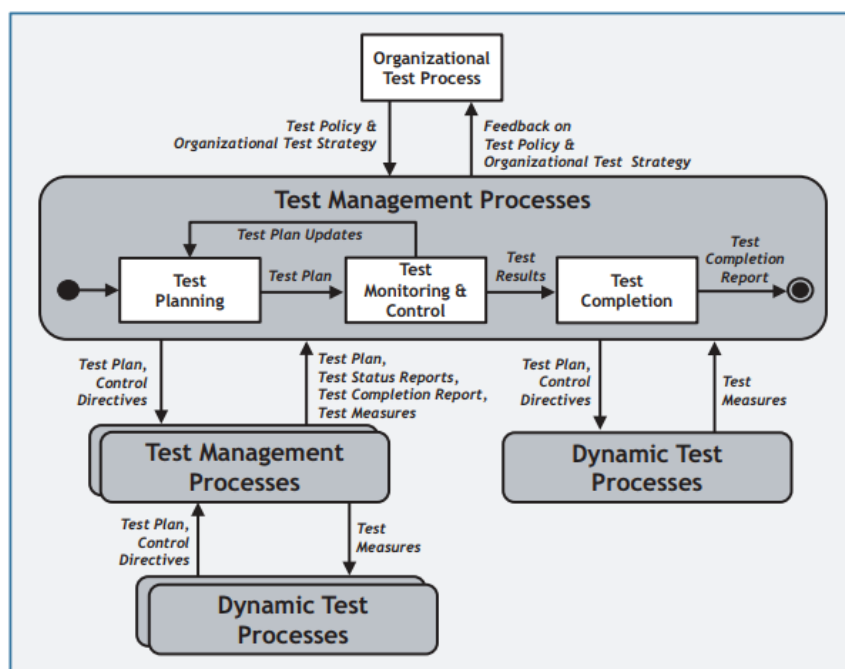 Organizational
Test Process
Test Policy &
Organizational Test Strategy
Feedback on
Test Policy &
Organizational Test Strategy
Test Management Processes
Test Plan Updates
Test
Planning
Test Plan
Test
Monitoring &
Control
Test
Results
Test
Completion
Test
Completion
Report
Test Plan,
Control
Directives
Test Plan,
Test Status Reports,
Test Completion Report,
Test Measures
Test Plan,
Control
Directives
Test
Measures
Test Management
Processes
Dynamic Test
Processes
Test Plan,
Control
Directives
Test
Measures
Dynamic Test
Processes